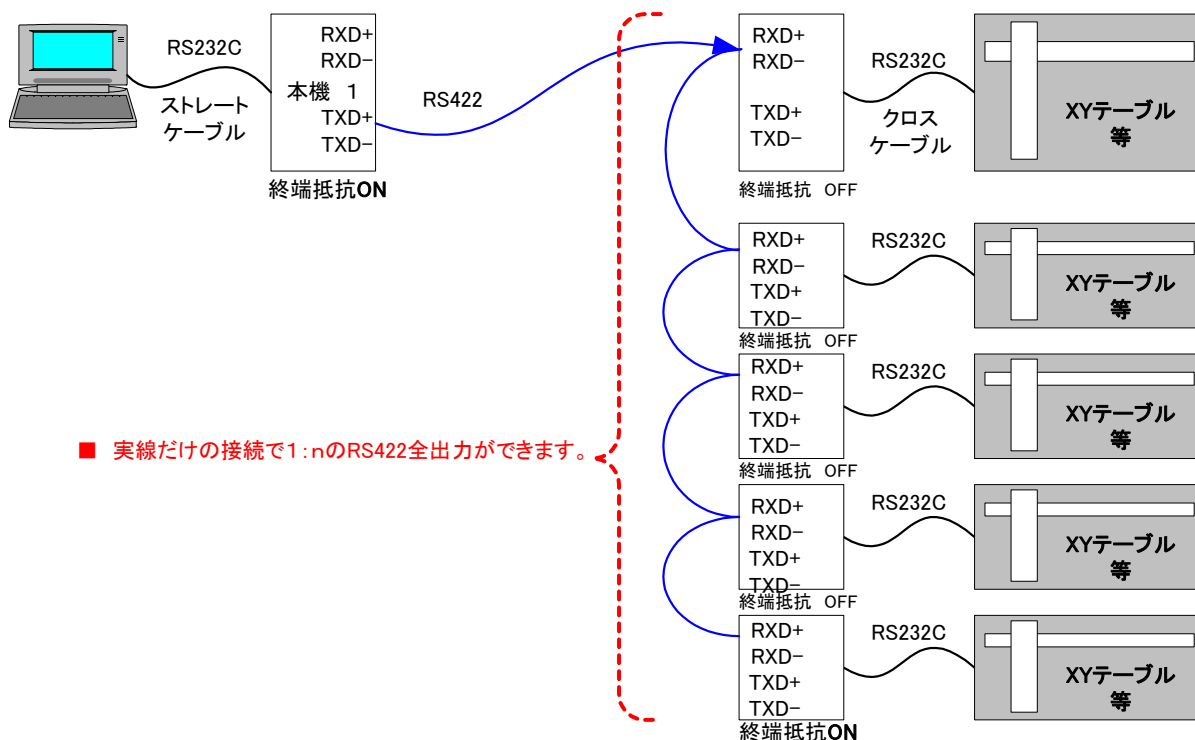 RS232C
ストレート
ケーブル
RXD+
RXD-
本機 1
TXD+
TXD-
終端抵抗ON
RS422
■ 実線だけの接続で1:nのRS422全出力ができます。
RXD+
RXD-
TXD+
TXD-
終端抵抗 OFF
RS232C
クロス
ケーブル
XYテーブル
等
RXD+
RXD-
TXD+
TXD-
終端抵抗 OFF
RS232C
XYテーブル
等
RXD+
RXD-
TXD+
TXD-
終端抵抗 OFF
RS232C
XYテーブル
等
RXD+
RXD-
TXD+
TXD-
終端抵抗 OFF
RS232C
XYテーブル
等
RXD+
RXD-
TXD+
TXD-
終端抵抗ON
RS232C
XYテーブル
等